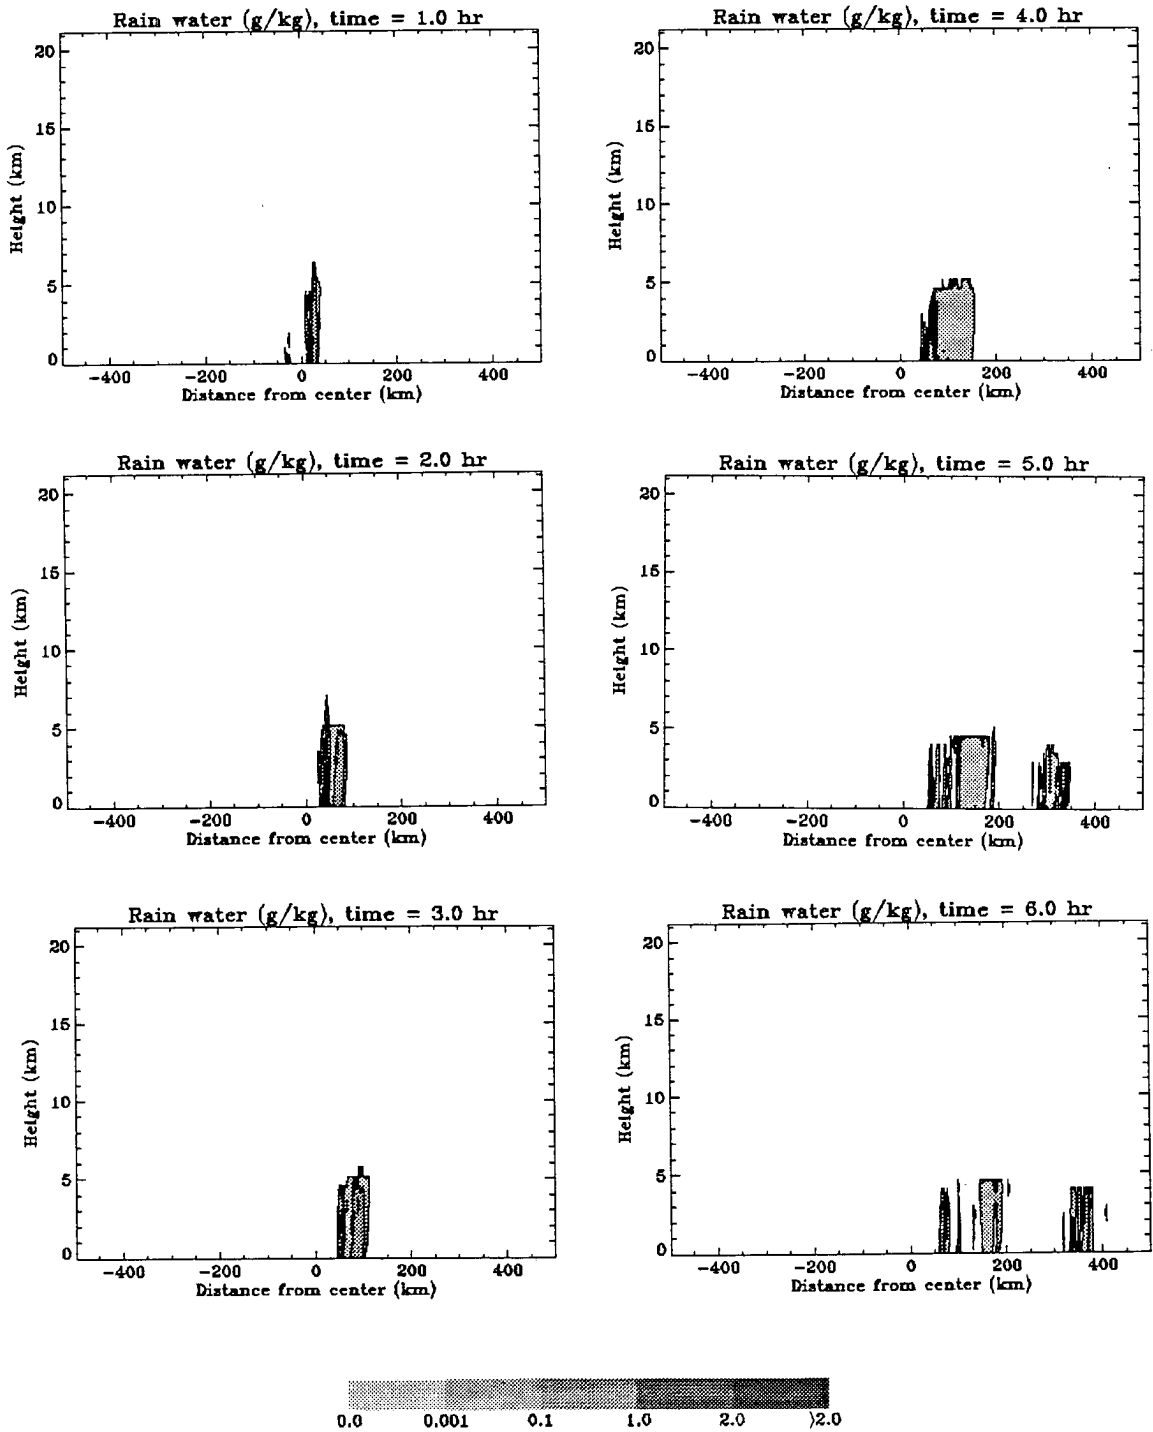 Rain water (g/kg), time = 1.0 hr
20
15
10
5
0
Height (km)
-400 -200 0 200 400
Distance from center (km)
Rain water (g/kg), time = 2.0 hr
20
15
10
5
0
Height (km)
-400 -200 0 200 400
Distance from center (km)
Rain water (g/kg), time = 3.0 hr
20
15
10
5
0
Height (km)
-400 -200 0 200 400
Distance from center (km)
Rain water (g/kg), time = 4.0 hr
20
15
10
5
0
Height (km)
-400 -200 0 200 400
Distance from center (km)
Rain water (g/kg), time = 5.0 hr
20
15
10
5
0
Height (km)
-400 -200 0 200 400
Distance from center (km)
Rain water (g/kg), time = 6.0 hr
20
15
10
5
0
Height (km)
-400 -200 0 200 400
Distance from center (km)
0.0 0.001 0.1 1.0 2.0 >2.0